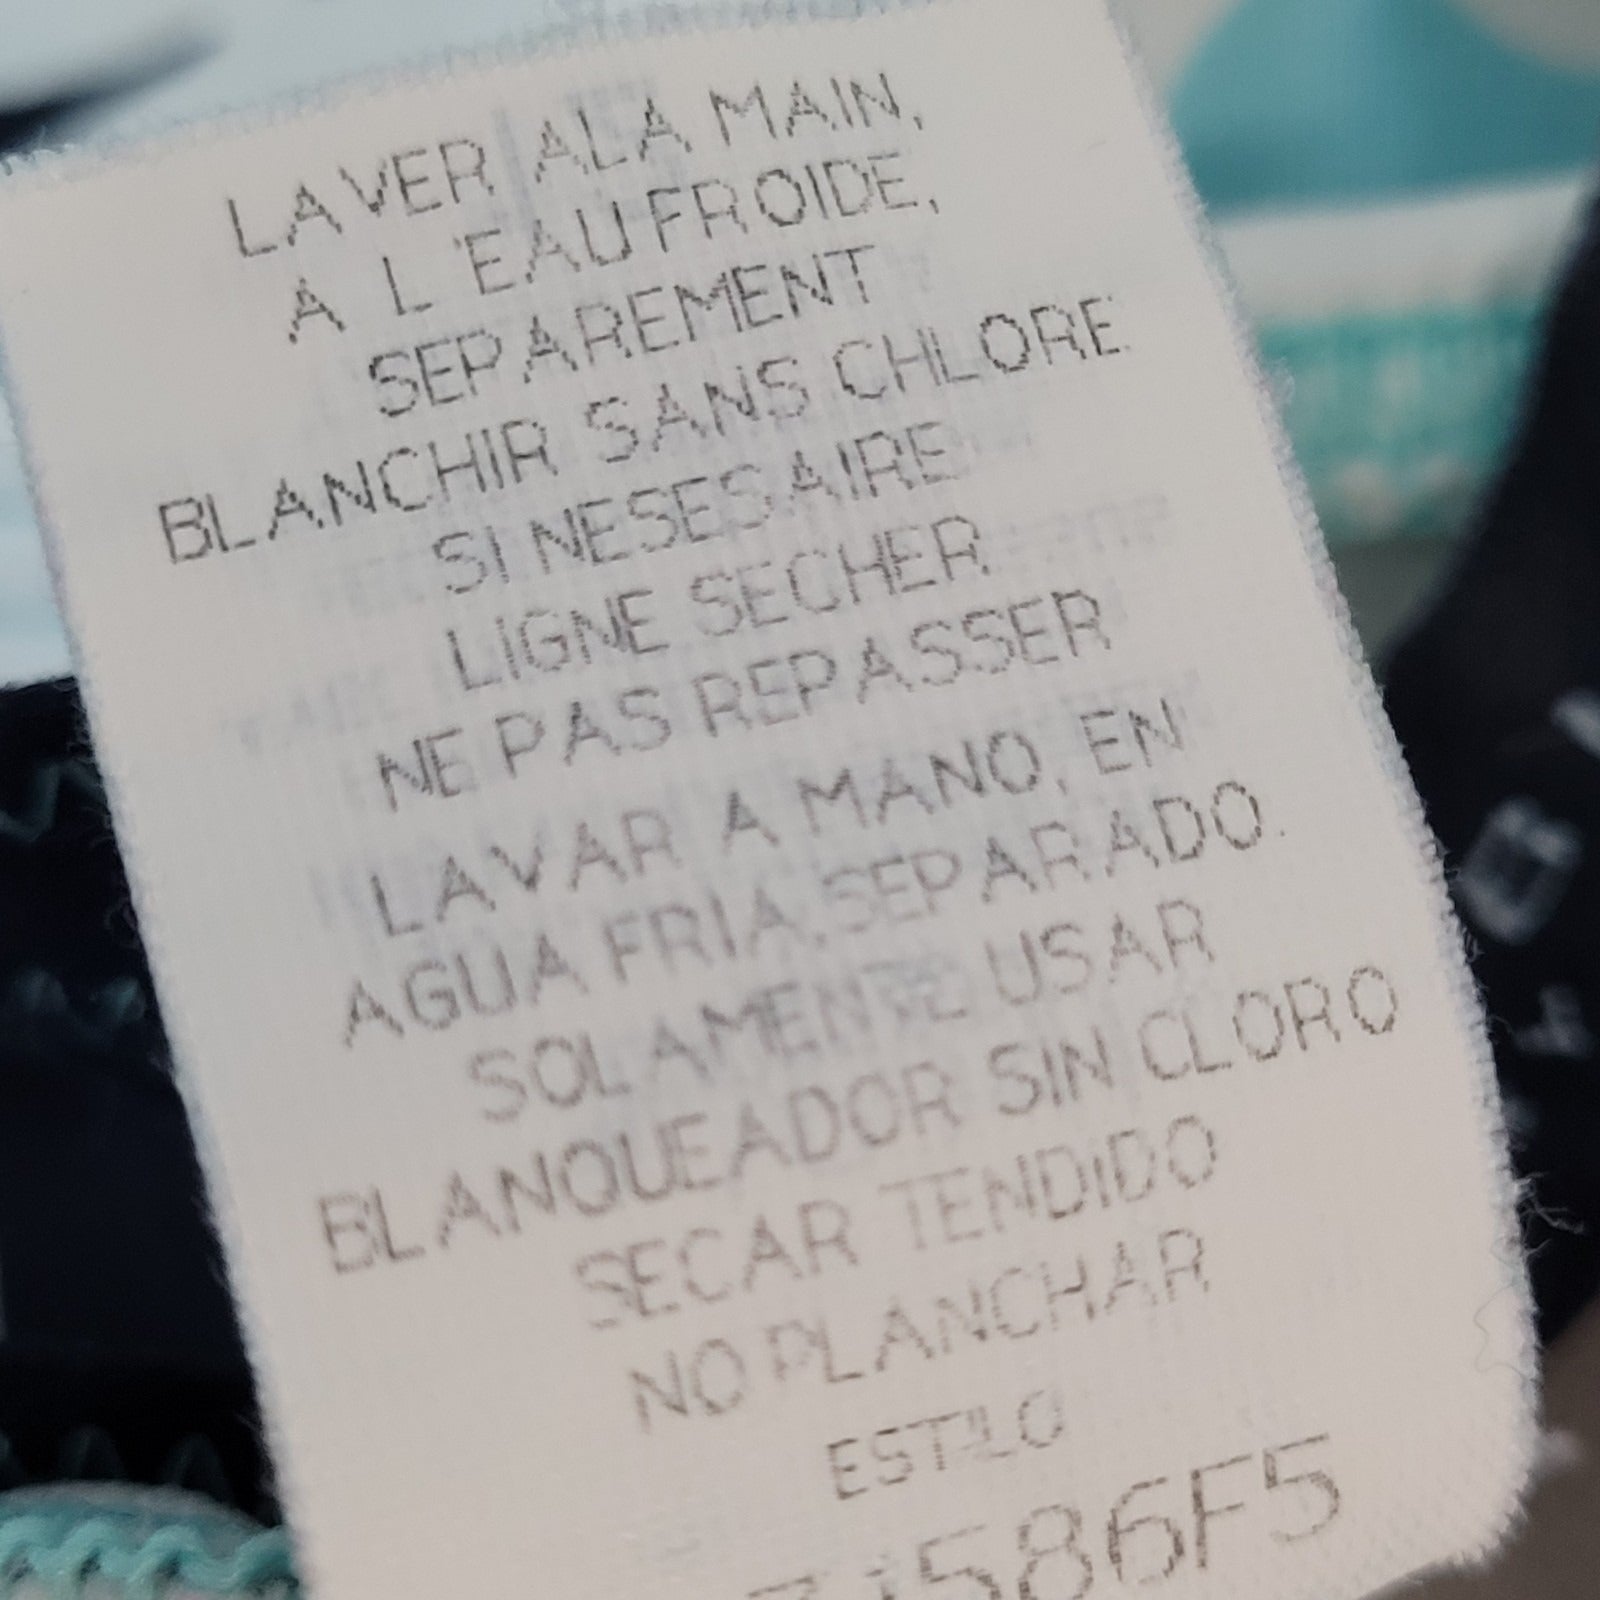 LAVER ALA MAIN,
A L'EAU FROIDE,
SEPAREMENT
BLANCHIR SANS CHLORE
SI NESESAIRE
LIGNE SECHER
NE PAS REPASSER
LAVAR A MANO, EN
AGUA FRIA, SEPARADO.
SOLAMENTE USAR
BLANQUEADOR SIN CLORO
SECAR TENDIDO
NO PLANCHAR
ESTILO